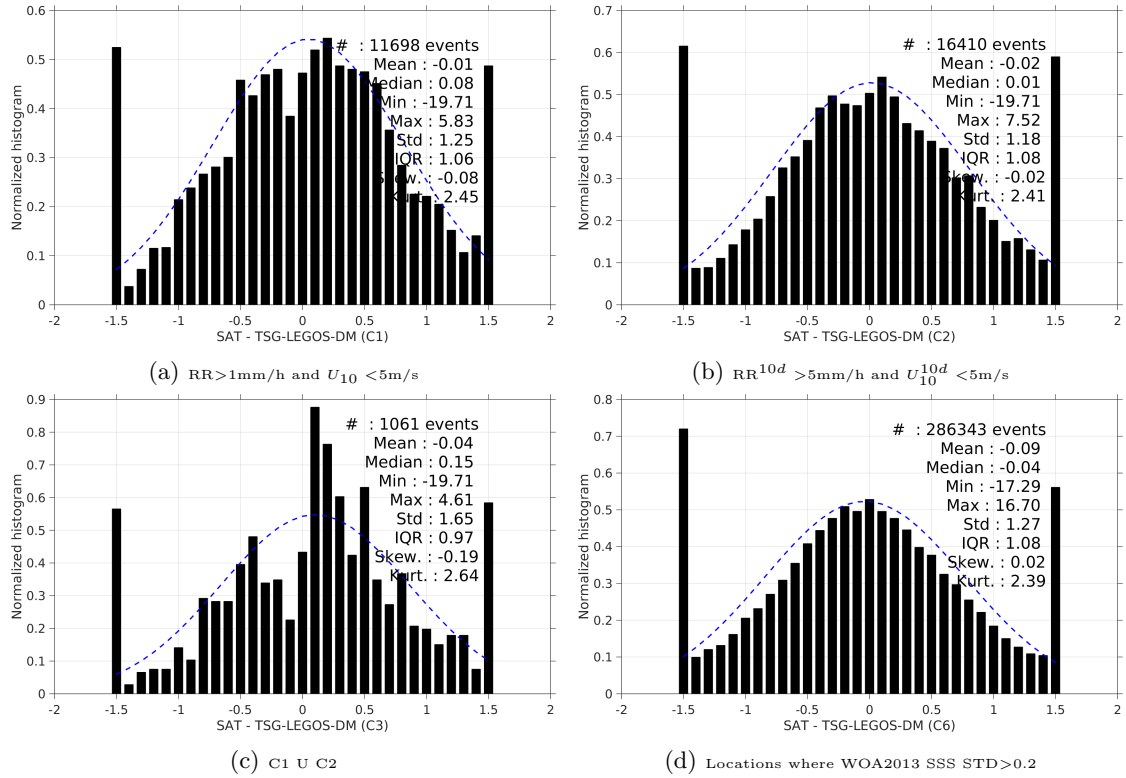 0.6
0.5
0.4
0.3
0.2
0.1
0
Normalized histogram
# : 11698 events
Mean : -0.01
Median : 0.08
Min : -19.71
Max : 5.83
Std : 1.25
IQR : 1.06
Skew. : -0.08
Kurt. : 2.45
-2 -1.5 -1 -0.5 0 0.5 1 1.5 2
SAT - TSG-LEGOS-DM (C1)
(a) RR>1mm/h and U10 <5m/s
0.7
0.6
0.5
0.4
0.3
0.2
0.1
0
Normalized histogram
# : 16410 events
Mean : -0.02
Median : 0.01
Min : -19.71
Max : 7.52
Std : 1.18
IQR : 1.08
Skew. : -0.02
Kurt. : 2.41
-2 -1.5 -1 -0.5 0 0.5 1 1.5 2
SAT - TSG-LEGOS-DM (C2)
(b) RR10d >5mm/h and U10d10 <5m/s
0.9
0.8
0.7
0.6
0.5
0.4
0.3
0.2
0.1
0
Normalized histogram
# : 1061 events
Mean : -0.04
Median : 0.15
Min : -19.71
Max : 4.61
Std : 1.65
IQR : 0.97
Skew. : -0.19
Kurt. : 2.64
-2 -1.5 -1 -0.5 0 0.5 1 1.5 2
SAT - TSG-LEGOS-DM (C3)
(c) C1 U C2
0.8
0.7
0.6
0.5
0.4
0.3
0.2
0.1
0
Normalized histogram
# : 286343 events
Mean : -0.09
Median : -0.04
Min : -17.29
Max : 16.70
Std : 1.27
IQR : 1.08
Skew. : 0.02
Kurt. : 2.39
-2 -1.5 -1 -0.5 0 0.5 1 1.5 2
SAT - TSG-LEGOS-DM (C6)
(d) Locations where WOA2013 SSS STD>0.2